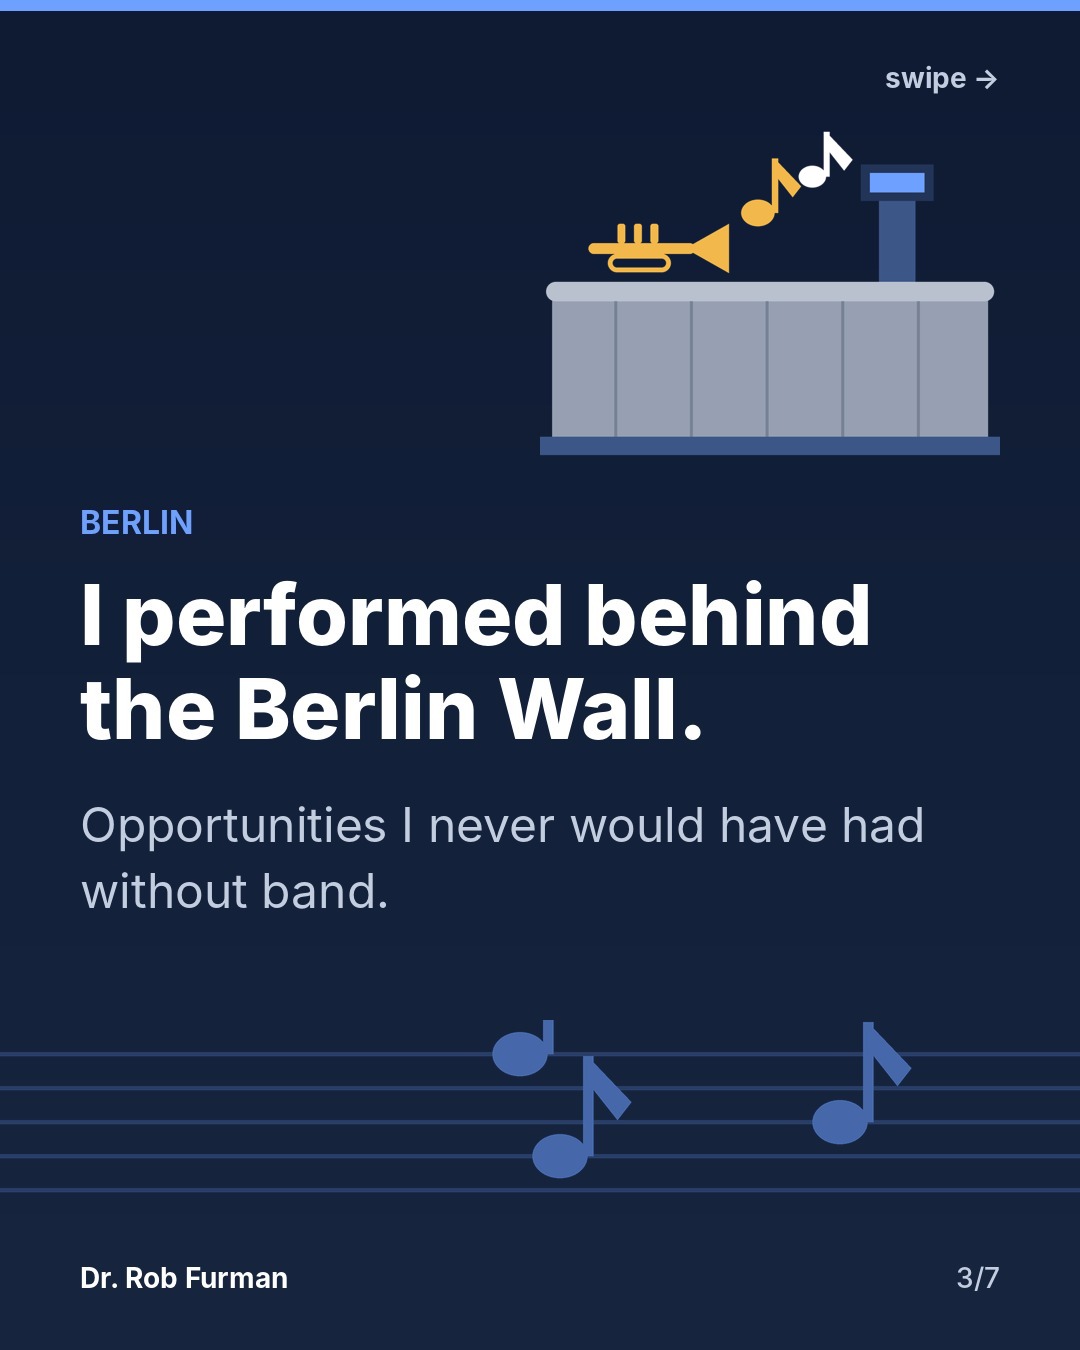 swipe →
BERLIN
I performed behind
the Berlin Wall.
Opportunities I never would have had
without band.
Dr. Rob Furman
3/7